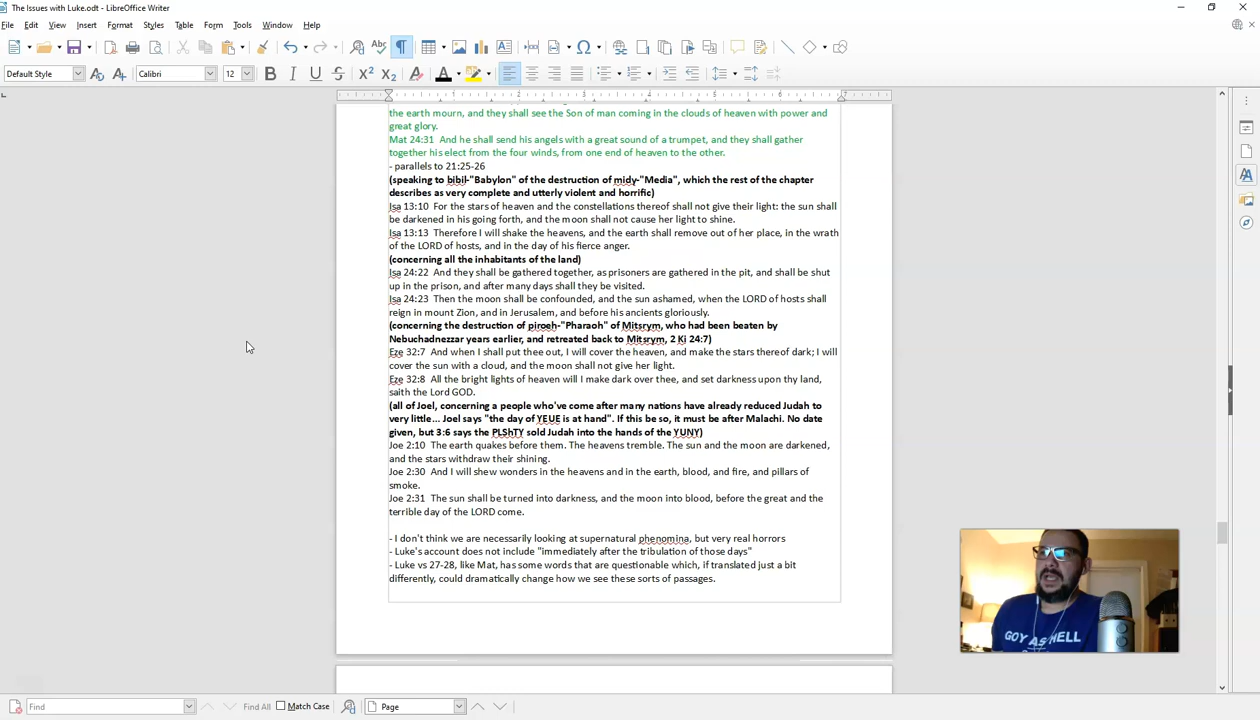 The Issues with Luke.odt - LibreOffice Writer
File Edit View Insert Format Styles Table Form Tools Window Help
Default Style Calibri 12
1 2 3 4 5 6 7
the earth mourn, and they shall see the Son of man coming in the clouds of heaven with power and
great glory.
Mat 24:31 And he shall send his angels with a great sound of a trumpet, and they shall gather
together his elect from the four winds, from one end of heaven to the other.
- parallels to 21:25-26
(speaking to bibil-"Babylon" of the destruction of midy-"Media", which the rest of the chapter
describes as very complete and utterly violent and horrific)
Isa 13:10 For the stars of heaven and the constellations thereof shall not give their light: the sun shall
be darkened in his going forth, and the moon shall not cause her light to shine.
Isa 13:13 Therefore I will shake the heavens, and the earth shall remove out of her place, in the wrath
of the LORD of hosts, and in the day of his fierce anger.
(concerning all the inhabitants of the land)
Isa 24:22 And they shall be gathered together, as prisoners are gathered in the pit, and shall be shut
up in the prison, and after many days shall they be visited.
Isa 24:23 Then the moon shall be confounded, and the sun ashamed, when the LORD of hosts shall
reign in mount Zion, and in Jerusalem, and before his ancients gloriously.
(concerning the destruction of piroeh-"Pharaoh" of Mitsrym, who had been beaten by
Nebuchadnezzar years earlier, and retreated back to Mitsrym, 2 Ki 24:7)
Eze 32:7 And when I shall put thee out, I will cover the heaven, and make the stars thereof dark; I will
cover the sun with a cloud, and the moon shall not give her light.
Eze 32:8 All the bright lights of heaven will I make dark over thee, and set darkness upon thy land,
saith the Lord GOD.
(all of Joel, concerning a people who've come after many nations have already reduced Judah to
very little... Joel says "the day of YEUE is at hand". If this be so, it must be after Malachi. No date
given, but 3:6 says the PLShTY sold Judah into the hands of the YUNY)
Joe 2:10 The earth quakes before them. The heavens tremble. The sun and the moon are darkened,
and the stars withdraw their shining.
Joe 2:30 And I will shew wonders in the heavens and in the earth, blood, and fire, and pillars of
smoke.
Joe 2:31 The sun shall be turned into darkness, and the moon into blood, before the great and the
terrible day of the LORD come.
- I don't think we are necessarily looking at supernatural phenomina, but very real horrors
- Luke's account does not include "immediately after the tribulation of those days"
- Luke vs 27-28, like Mat, has some words that are questionable which, if translated just a bit
differently, could dramatically change how we see these sorts of passages.
GOY AS HELL
Find Find All Match Case Page